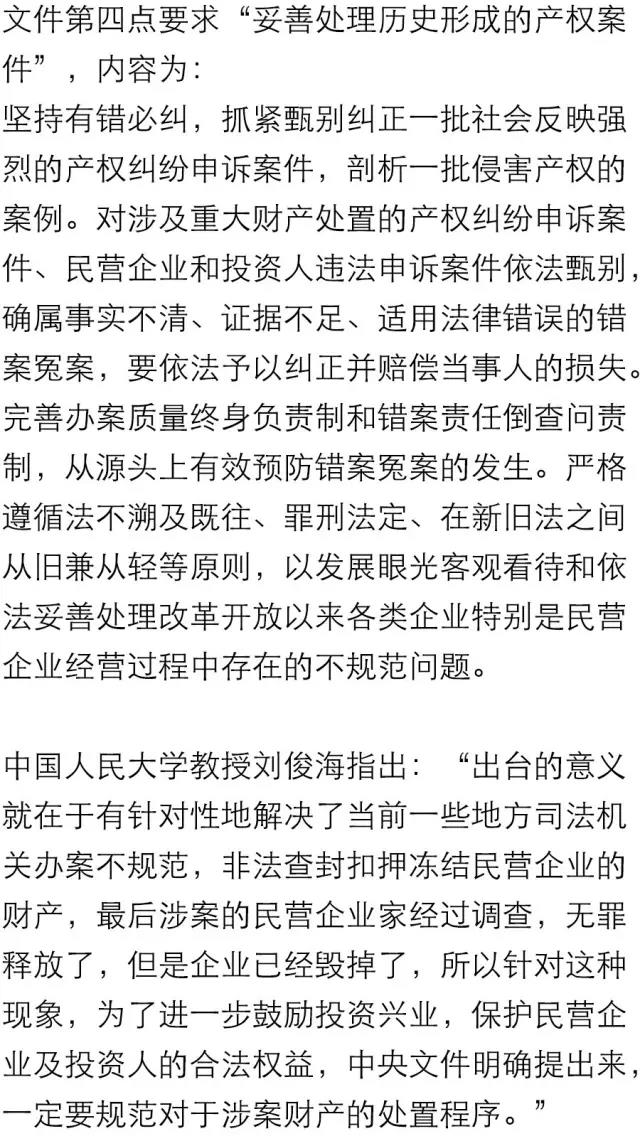 文件第四点要求“妥善处理历史形成的产权案
件”，内容为：
坚持有错必纠，抓紧甄别纠正一批社会反映强
烈的产权纠纷申诉案件，剖析一批侵害产权的
案例。对涉及重大财产处置的产权纠纷申诉案
件、民营企业和投资人违法申诉案件依法甄别，
确属事实不清、证据不足、适用法律错误的错
案冤案，要依法予以纠正并赔偿当事人的损失。
完善办案质量终身负责制和错案责任倒查问责
制，从源头上有效预防错案冤案的发生。严格
遵循法不溯及既往、罪刑法定、在新旧法之间
从旧兼从轻等原则，以发展眼光客观看待和依
法妥善处理改革开放以来各类企业特别是民营
企业经营过程中存在的不规范问题。
中国人民大学教授刘俊海指出：“出台的意义
就在于有针对性地解决了当前一些地方司法机
关办案不规范，非法查封扣押冻结民营企业的
财产，最后涉案的民营企业家经过调查，无罪
释放了，但是企业已经毁掉了，所以针对这种
现象，为了进一步鼓励投资兴业，保护民营企
业及投资人的合法权益，中央文件明确提出来，
一定要规范对于涉案财产的处置程序。”